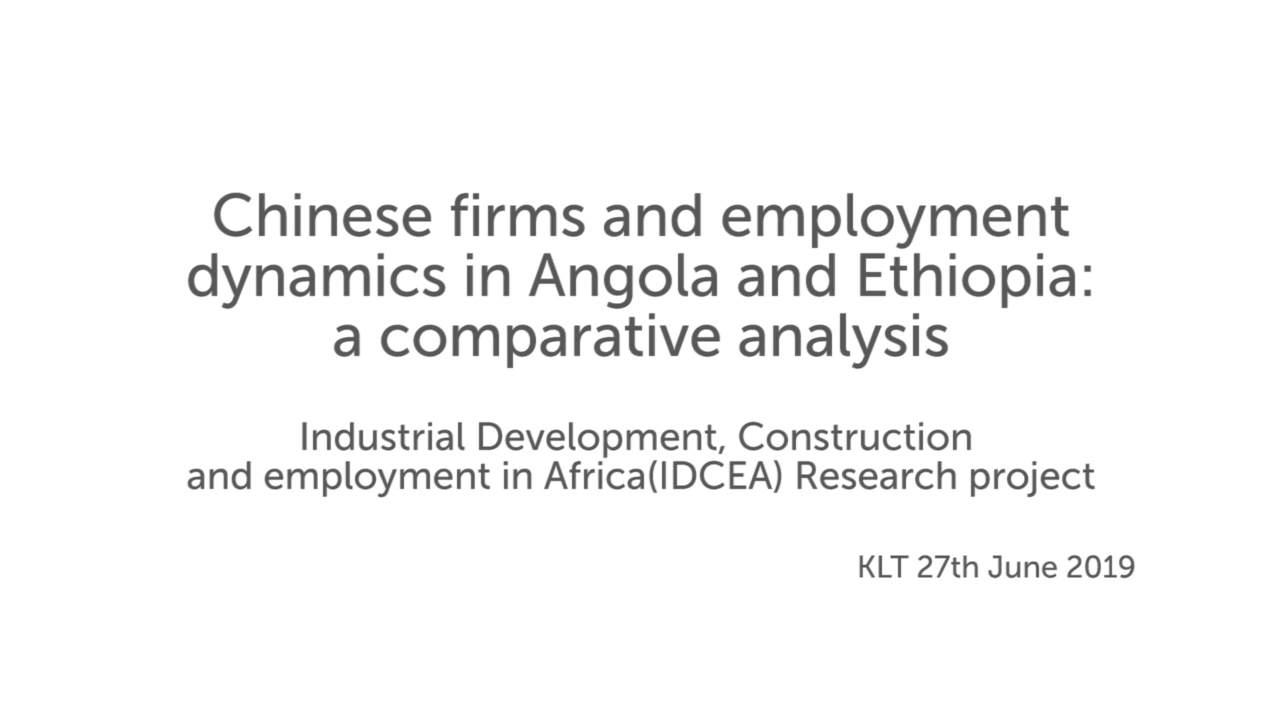 Chinese firms and employment
dynamics in Angola and Ethiopia:
a comparative analysis
Industrial Development, Construction
and employment in Africa(IDCEA) Research project
KLT 27th June 2019